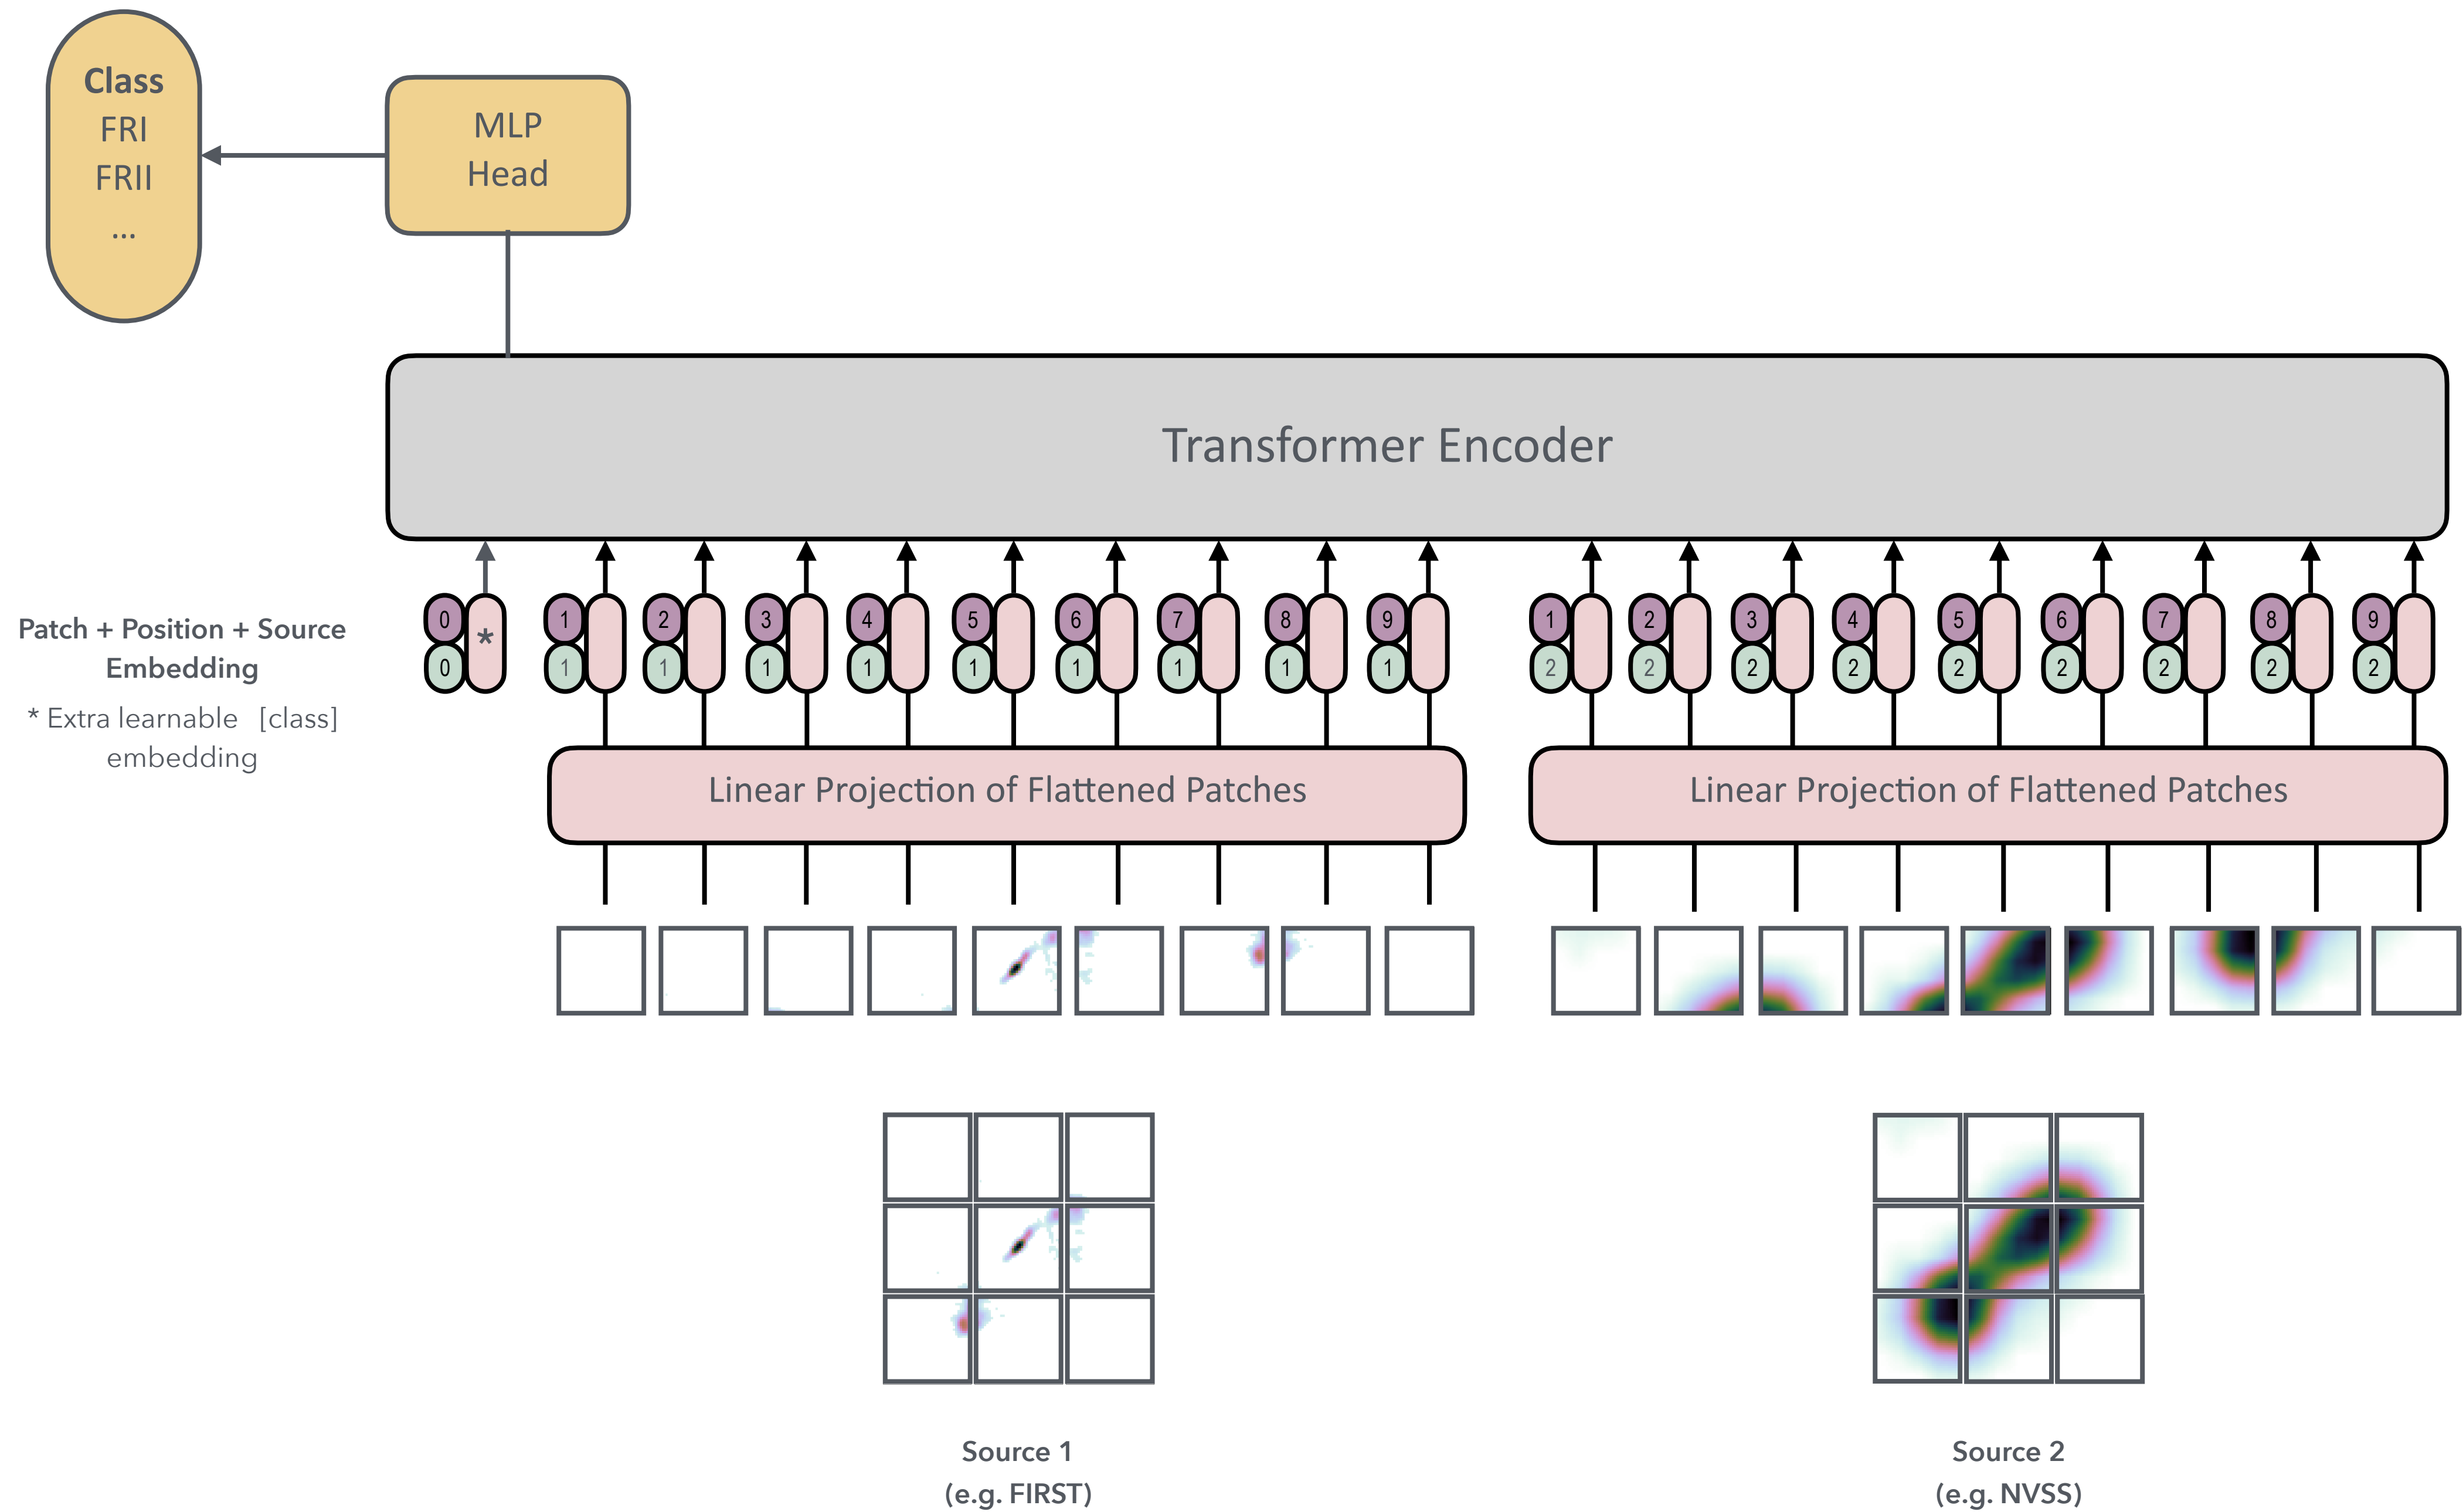 Class
FRI
FRII
...
MLP
Head
Transformer Encoder
Patch + Position + Source
Embedding
* Extra learnable [class]
embedding
0 * 1 2 3 4 5 6 7 8 9 1 2 3 4 5 6 7 8 9
0 1 1 1 1 1 1 1 1 1 2 2 2 2 2 2 2 2 2
Linear Projection of Flattened Patches
Linear Projection of Flattened Patches
Source 1
(e.g. FIRST)
Source 2
(e.g. NVSS)